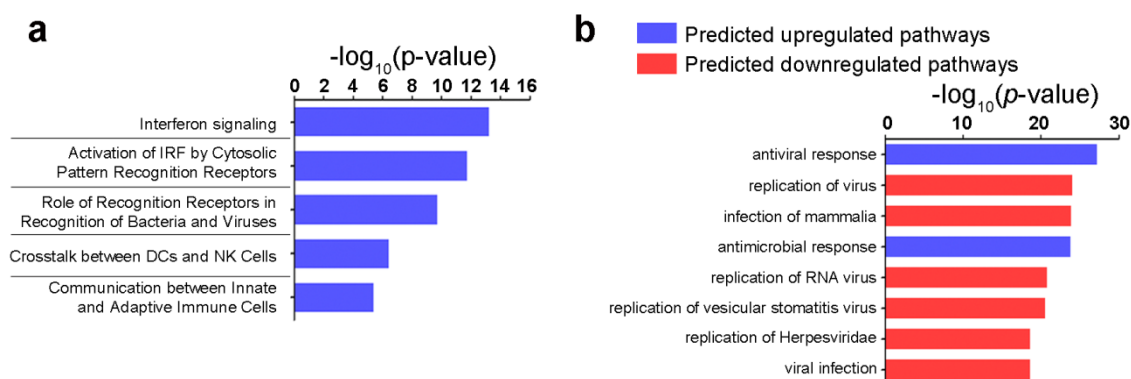 a
-log10(p-value)
0 2 4 6 8 10 12 14 16
Interferon signaling
Activation of IRF by Cytosolic
Pattern Recognition Receptors
Role of Recognition Receptors in
Recognition of Bacteria and Viruses
Crosstalk between DCs and NK Cells
Communication between Innate
and Adaptive Immune Cells
b
Predicted upregulated pathways
Predicted downregulated pathways
-log10(p-value)
0 10 20 30
antiviral response
replication of virus
infection of mammalia
antimicrobial response
replication of RNA virus
replication of vesicular stomatitis virus
replication of Herpesviridae
viral infection